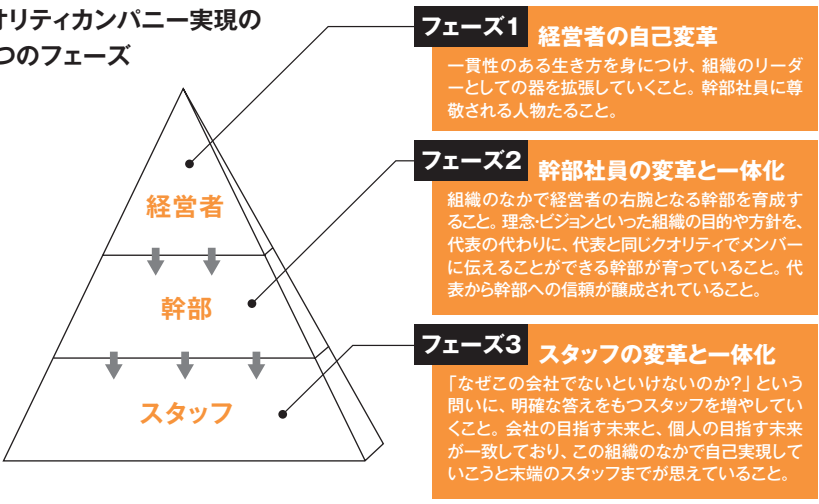 オリティカンパニー実現の
つのフェーズ
経営者
幹部
スタッフ
フェーズ1 経営者の自己変革
一貫性のある生き方を身につけ、組織のリーダ
ーとしての器を拡張していくこと。幹部社員に尊
敬される人物たること。
フェーズ2 幹部社員の変革と一体化
組織のなかで経営者の右腕となる幹部を育成す
ること。理念・ビジョンといった組織の目的や方針を、
代表の代わりに、代表と同じクオリティでメンバー
に伝えることができる幹部が育っていること。代
表から幹部への信頼が醸成されていること。
フェーズ3 スタッフの変革と一体化
「なぜこの会社でないといけないのか?」という
問いに、明確な答えをもつスタッフを増やしてい
くこと。会社の目指す未来と、個人の目指す未来
が一致しており、この組織のなかで自己実現して
いこうと末端のスタッフまでが思えていること。